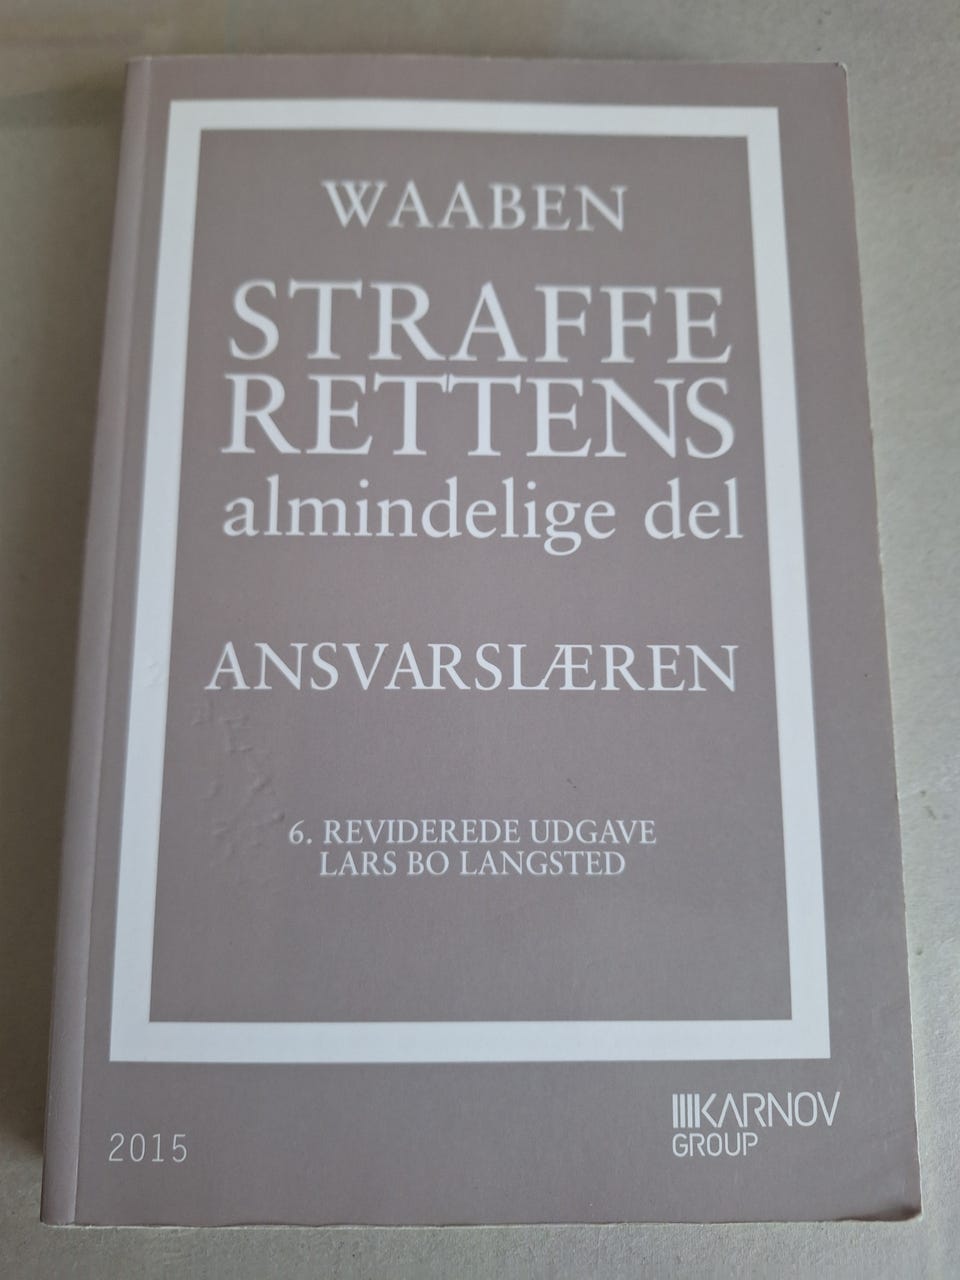 WAABEN
STRAFFE
RETTENS
almindelige del
ANSVARSLÆREN
6. REVIDEREDE UDGAVE
LARS BO LANGSTED
2015
KARNOV
GROUP